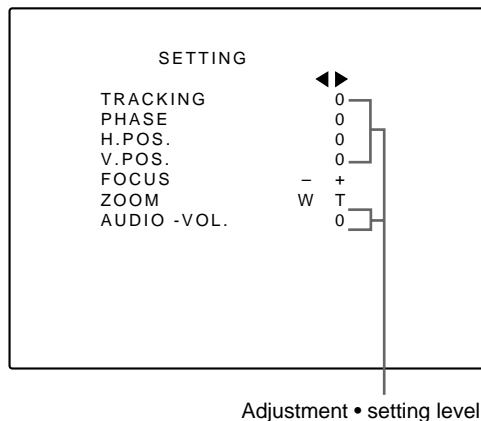 SETTING
◀ ▶
TRACKING 0
PHASE 0
H.POS. 0
V.POS. 0
FOCUS – +
ZOOM W T
AUDIO -VOL. 0
Adjustment • setting level